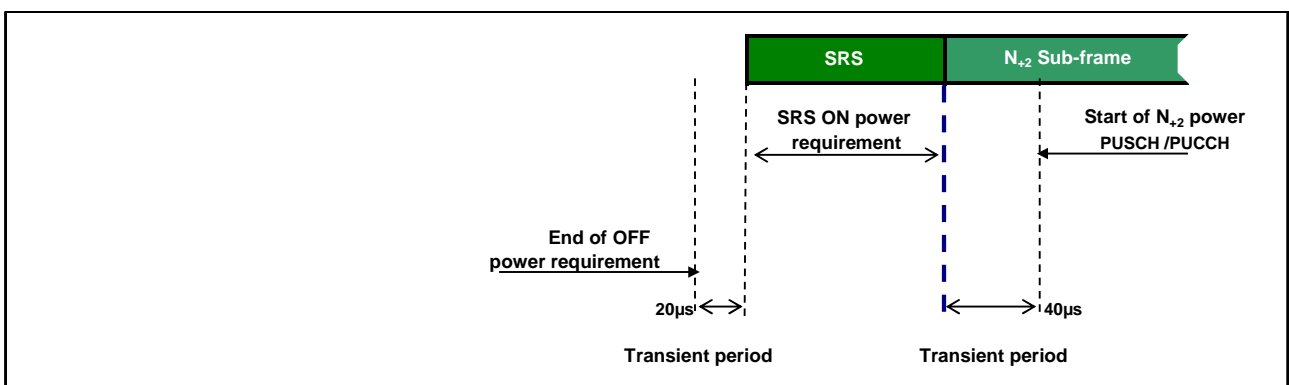 SRS
N+2 Sub-frame
SRS ON power
requirement
Start of N+2 power
PUSCH /PUCCH
End of OFF
power requirement
20µs
40µs
Transient period
Transient period